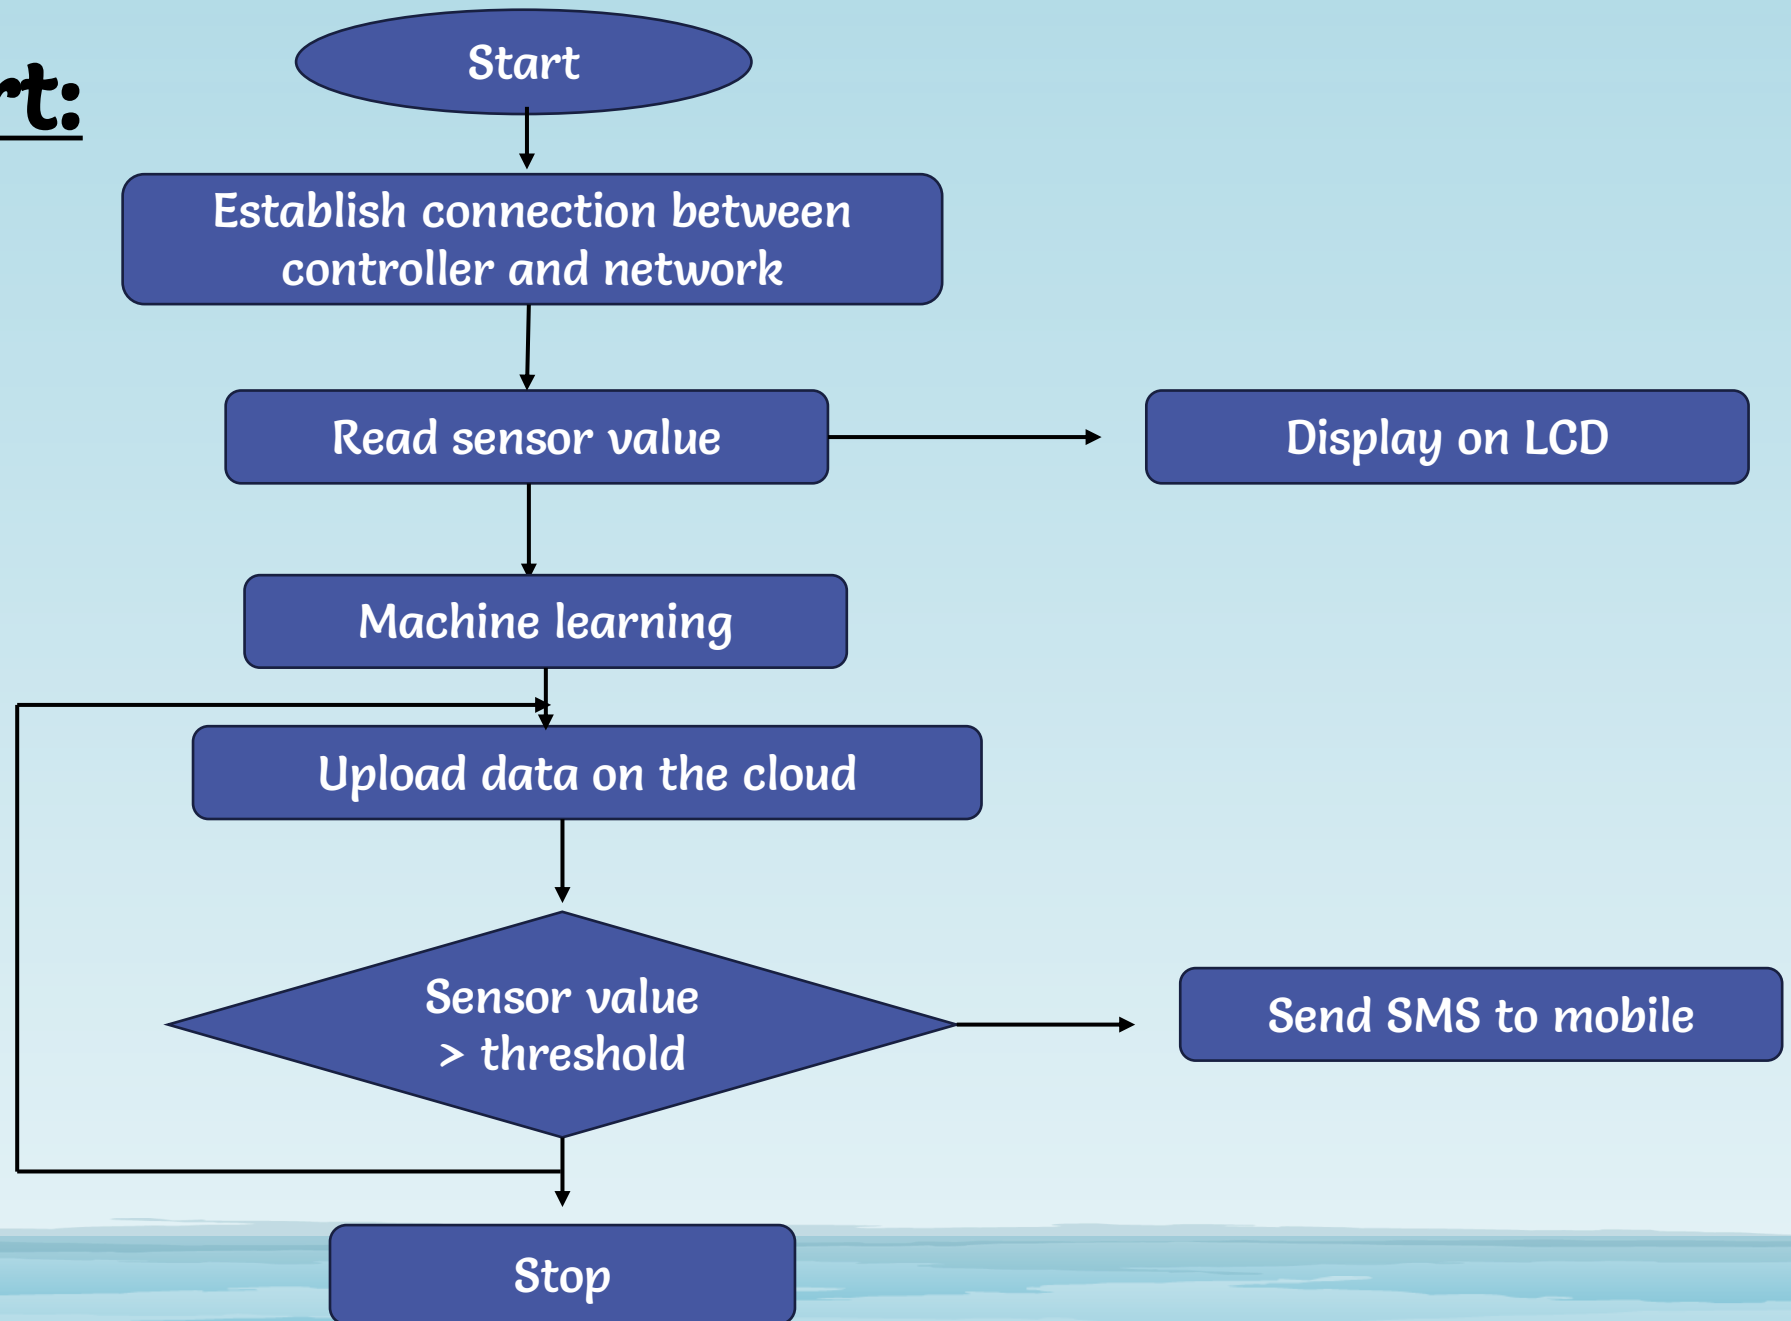 rt:
Start
Establish connection between
controller and network
Read sensor value
Display on LCD
Machine learning
Upload data on the cloud
Sensor value
> threshold
Send SMS to mobile
Stop